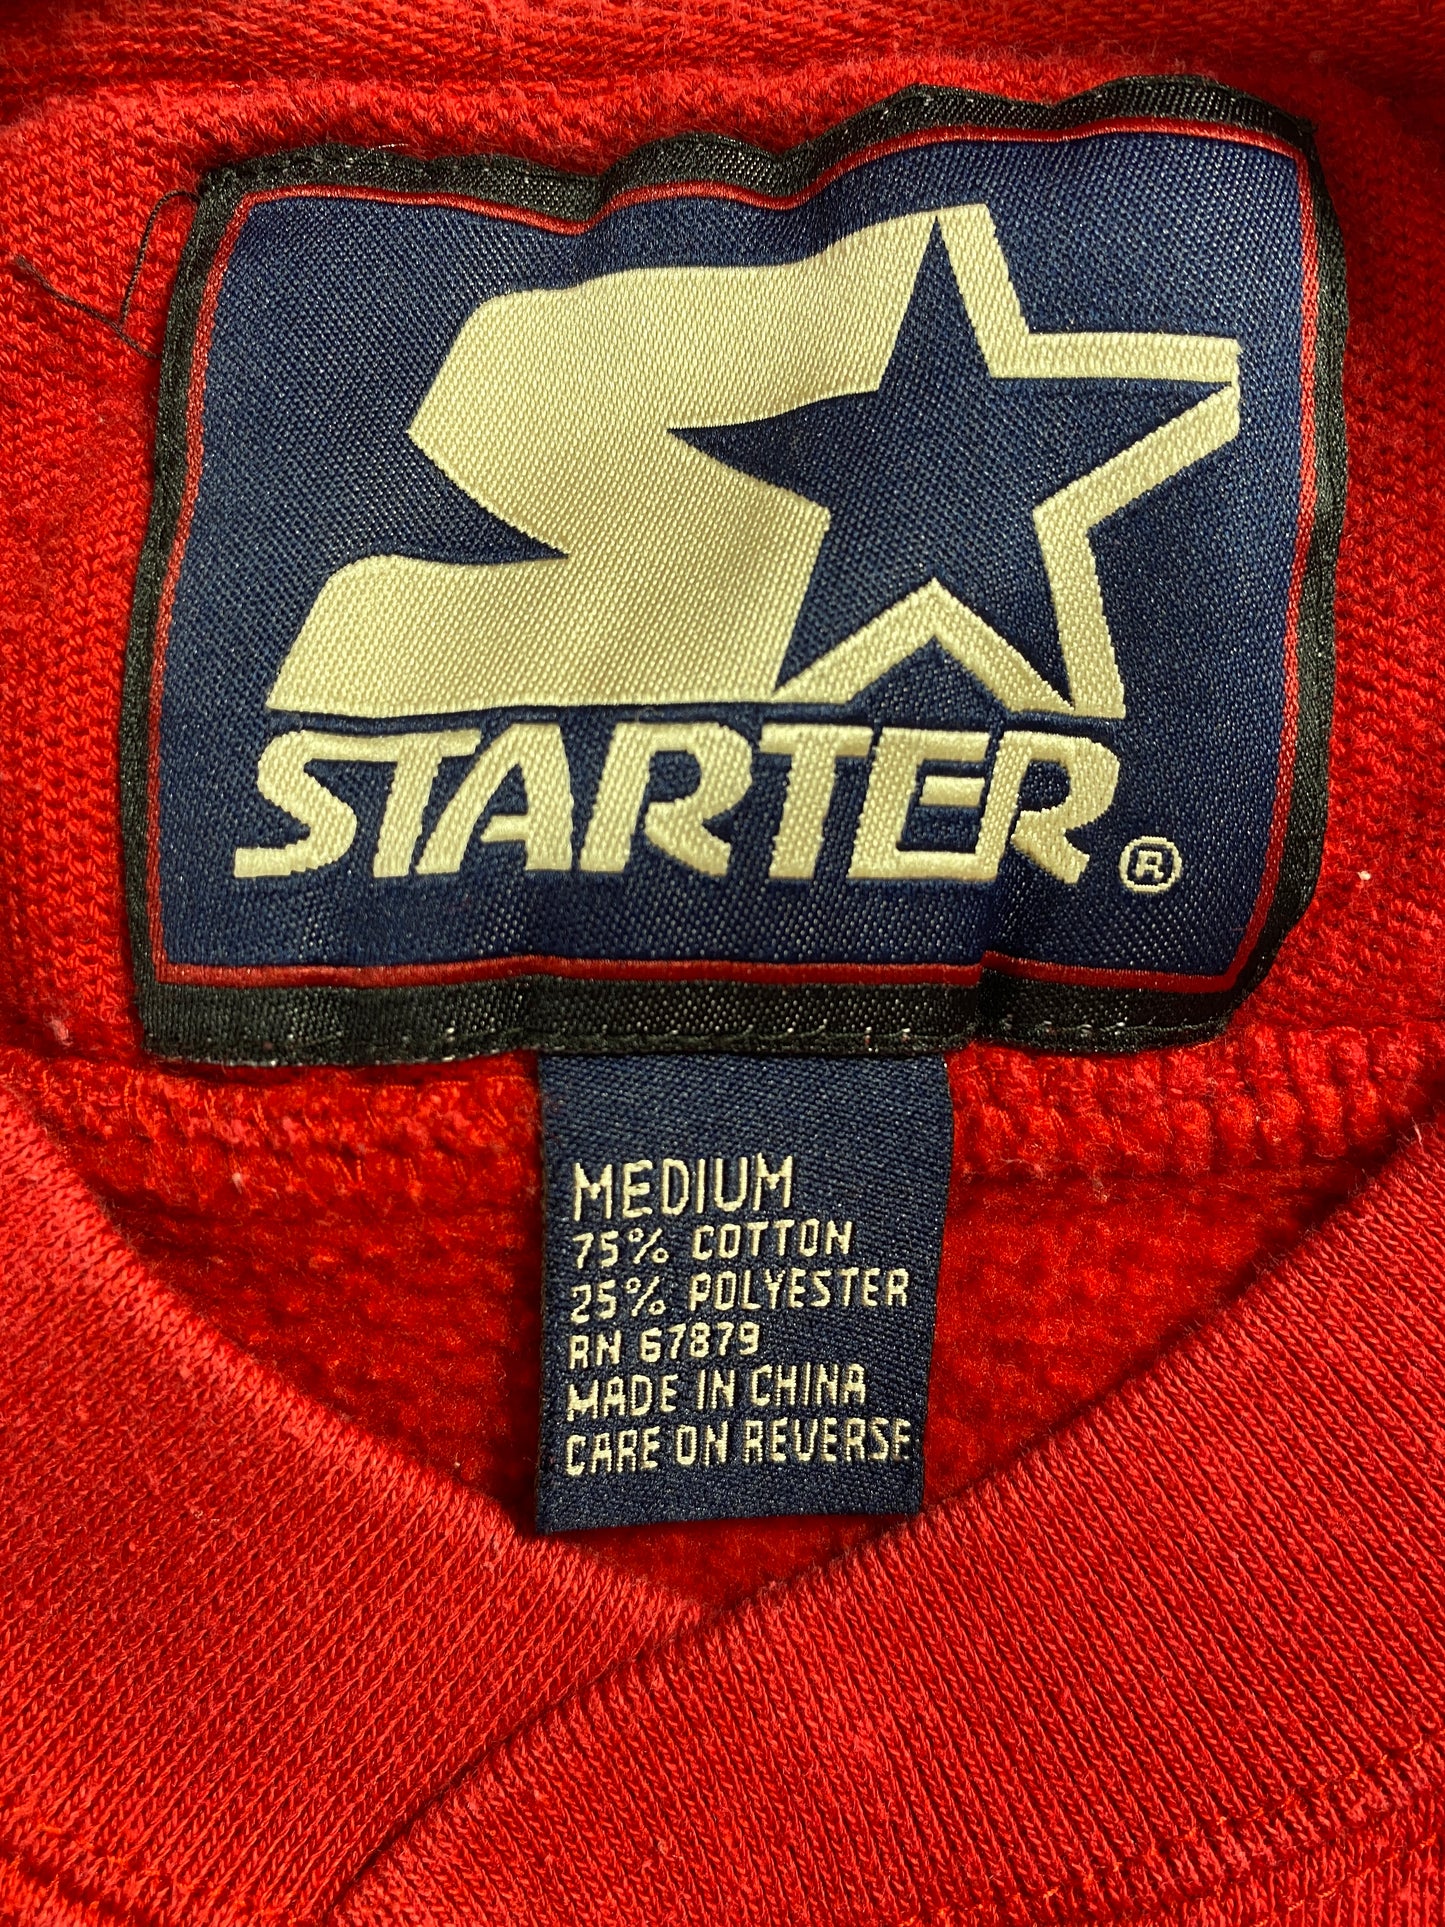 STARTER ®
MEDIUM
75% COTTON
25% POLYESTER
RN 67879
MADE IN CHINA
CARE ON REVERSE